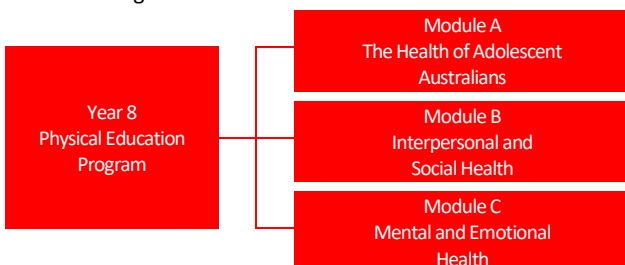 Year 8
Physical Education
Program
Module A
The Health of Adolescent
Australians
Module B
Interpersonal and
Social Health
Module C
Mental and Emotional
Health